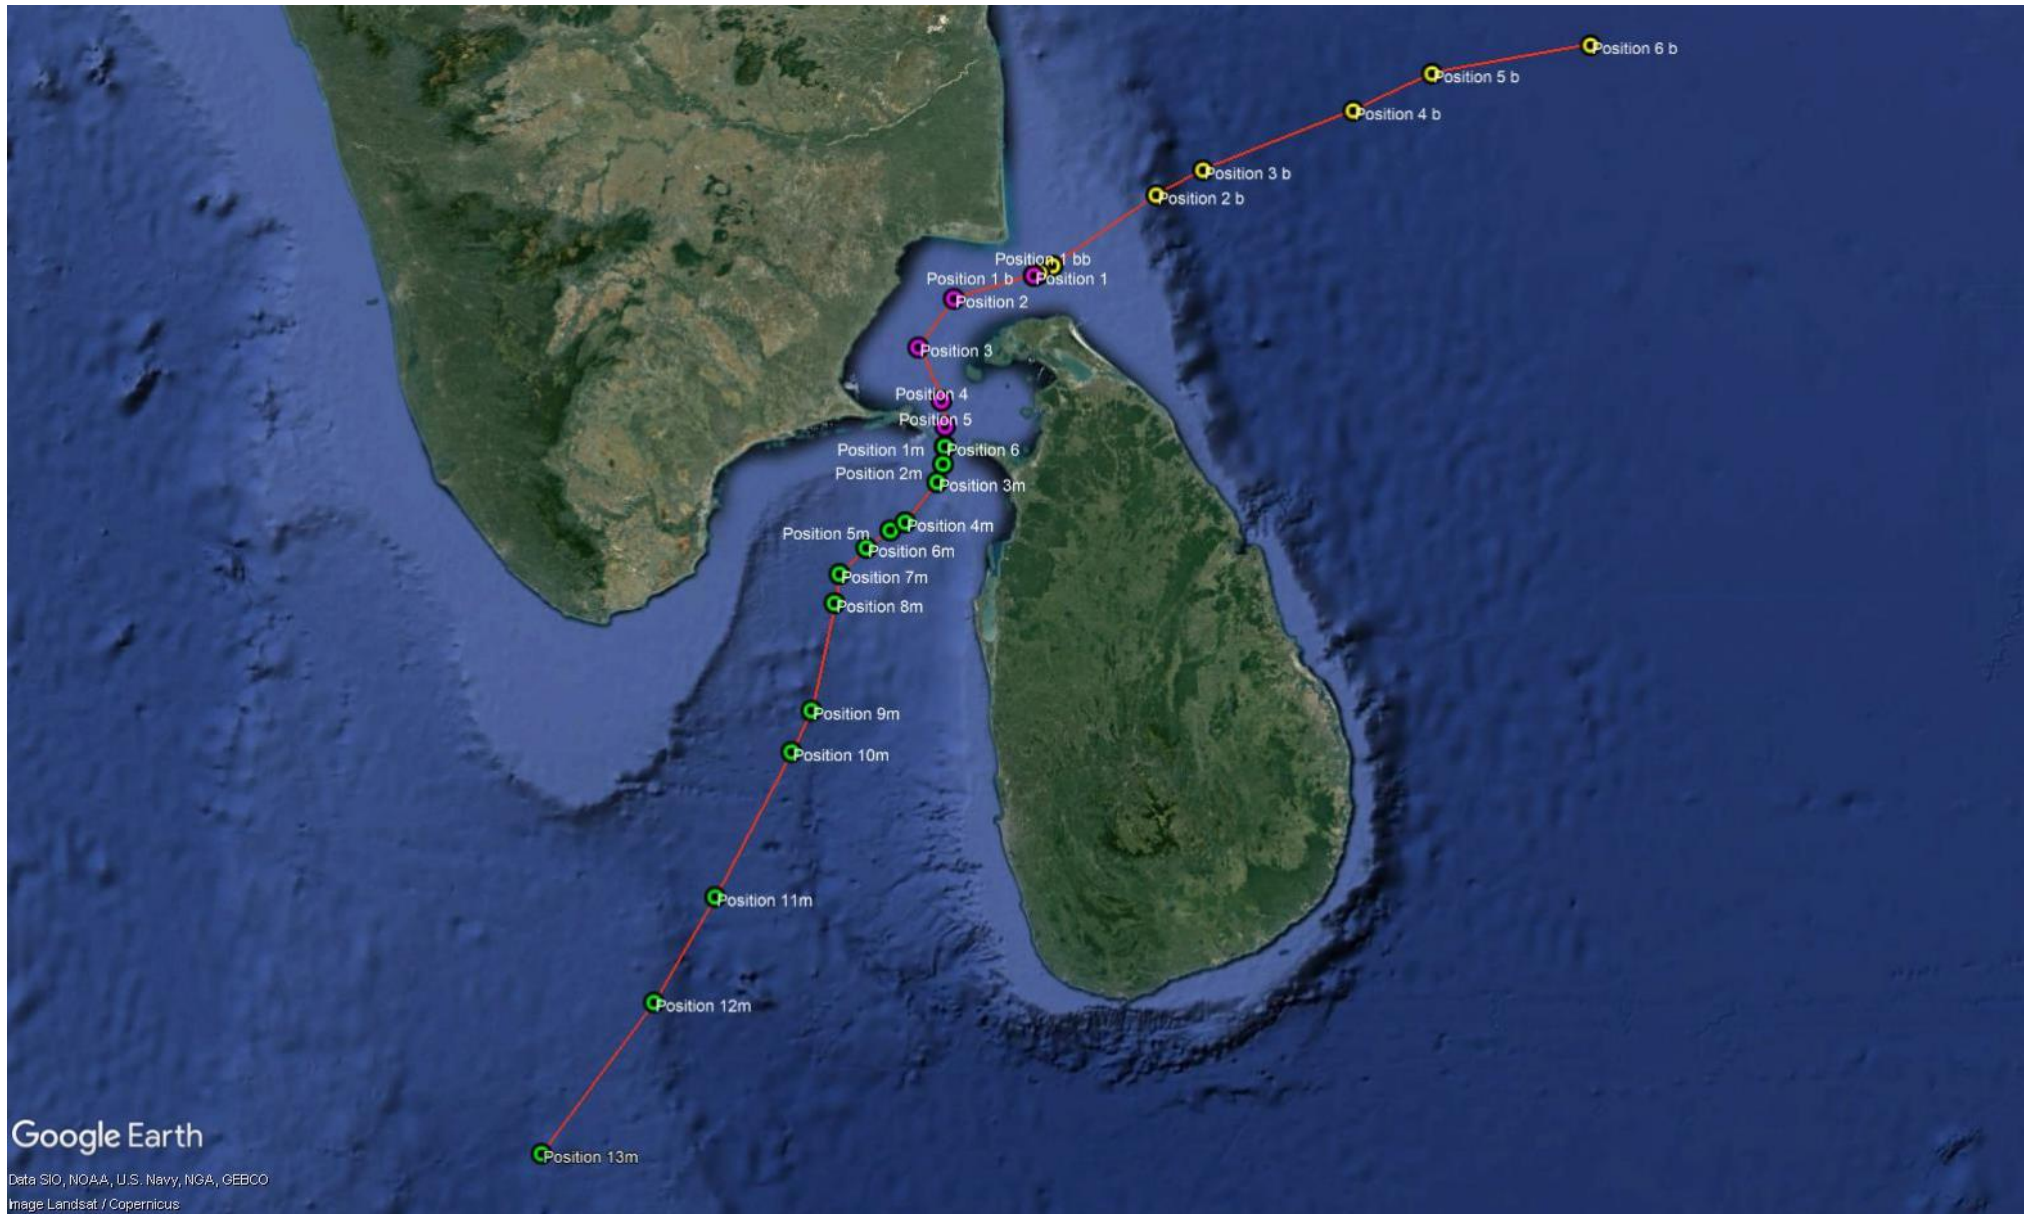 Position 6 b
Position 5 b
Position 4 b
Position 3 b
Position 2 b
Position 1 bb
Position 1 b
Position 1
Position 2
Position 3
Position 4
Position 5
Position 1m
Position 6
Position 2m
Position 3m
Position 4m
Position 5m
Position 6m
Position 7m
Position 8m
Position 9m
Position 10m
Position 11m
Position 12m
Google Earth
Position 13m
Data SIO, NOAA, U.S. Navy, NGA, GEBCO
Image Landsat / Copernicus